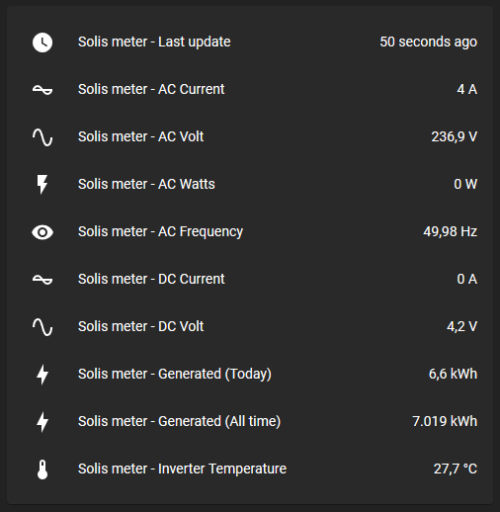 Solis meter - Last update 50 seconds ago
Solis meter - AC Current 4 A
Solis meter - AC Volt 236,9 V
Solis meter - AC Watts 0 W
Solis meter - AC Frequency 49,98 Hz
Solis meter - DC Current 0 A
Solis meter - DC Volt 4,2 V
Solis meter - Generated (Today) 6,6 kWh
Solis meter - Generated (All time) 7.019 kWh
Solis meter - Inverter Temperature 27,7 °C